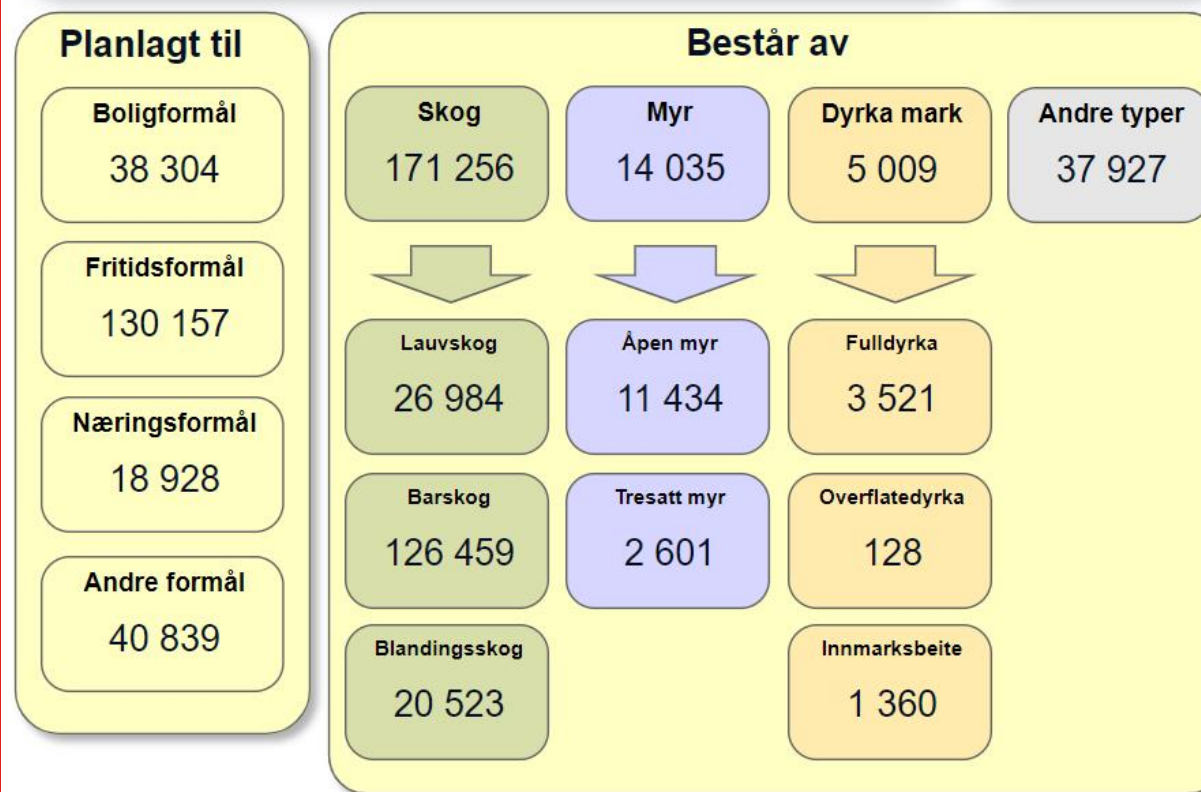 Planlagt til
Boligformål
38 304
Fritidsformål
130 157
Næringsformål
18 928
Andre formål
40 839
Består av
Skog
171 256
Myr
14 035
Dyrka mark
5 009
Andre typer
37 927
Lauvskog
26 984
Åpen myr
11 434
Fulldyrka
3 521
Barskog
126 459
Tresatt myr
2 601
Overflatedyrka
128
Blandingsskog
20 523
Innmarksbeite
1 360